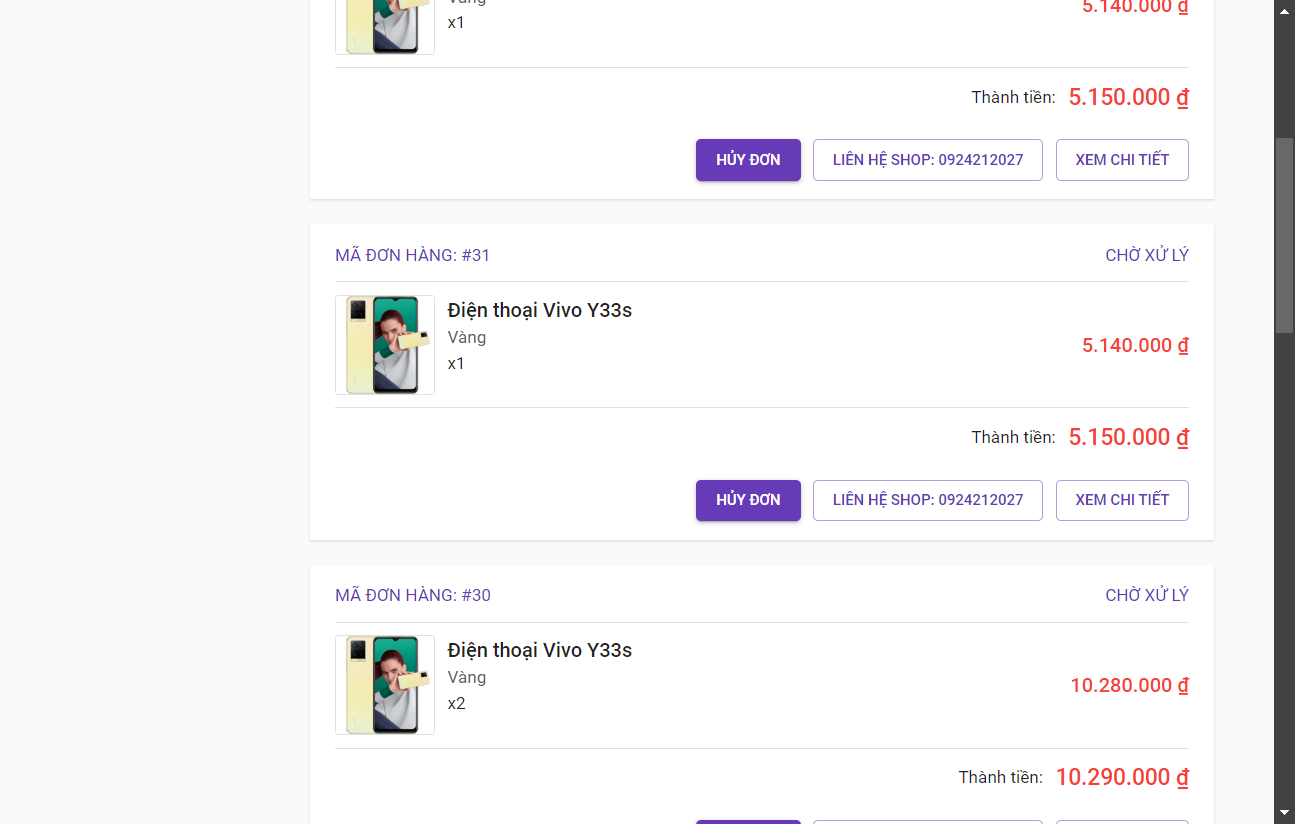 Vàng
5.140.000 ₫
x1
Thành tiền: 5.150.000 ₫
HỦY ĐƠN LIÊN HỆ SHOP: 0924212027 XEM CHI TIẾT
MÃ ĐƠN HÀNG: #31 CHỜ XỬ LÝ
Điện thoại Vivo Y33s
Vàng
5.140.000 ₫
x1
Thành tiền: 5.150.000 ₫
HỦY ĐƠN LIÊN HỆ SHOP: 0924212027 XEM CHI TIẾT
MÃ ĐƠN HÀNG: #30 CHỜ XỬ LÝ
Điện thoại Vivo Y33s
Vàng
10.280.000 ₫
x2
Thành tiền: 10.290.000 ₫